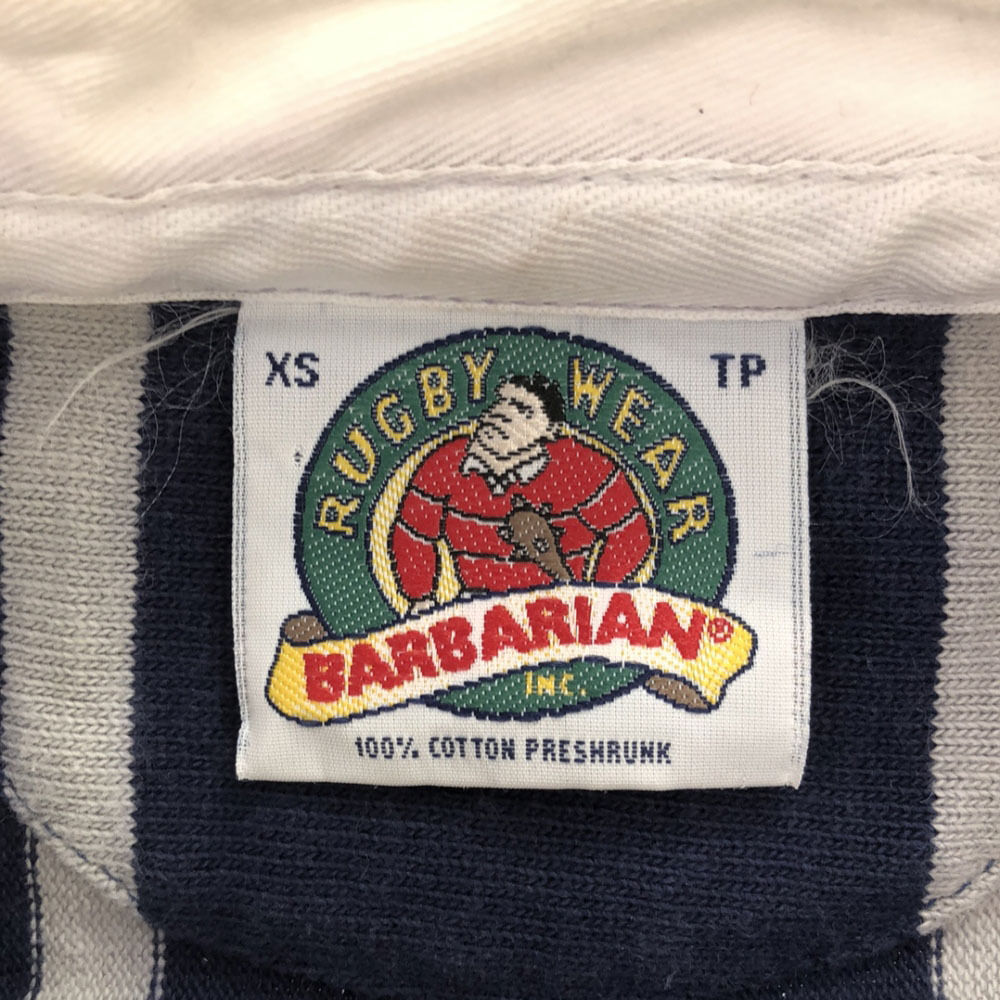 XS
TP
RUGBY WEAR
BARBARIAN®
INC.
100% COTTON PRESHRUNK